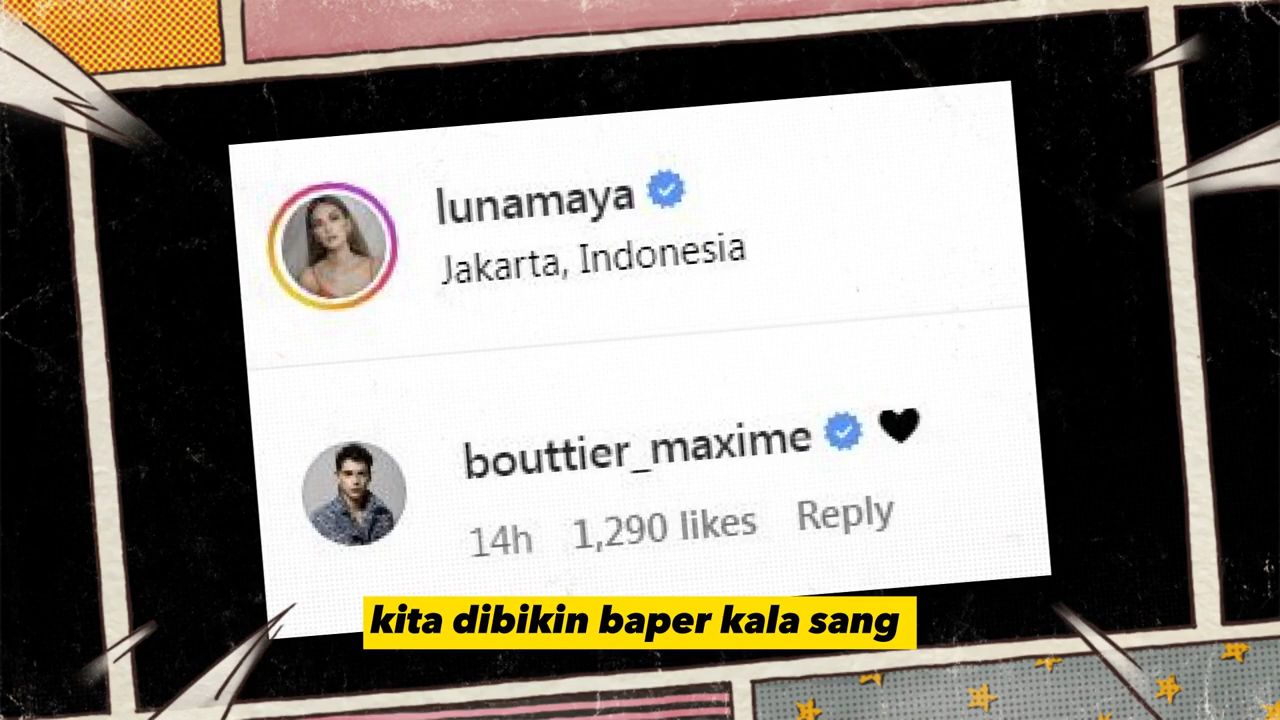 lunamaya
Jakarta, Indonesia
bouttier_maxime 🖤
14h 1,290 likes Reply
kita dibikin baper kala sang